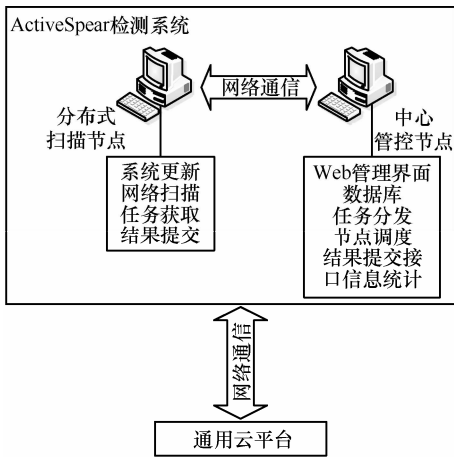 ActiveSpear检测系统
网络通信
分布式
扫描节点
中心
管控节点
系统更新
网络扫描
任务获取
结果提交
Web管理界面
数据库
任务分发
节点调度
结果提交接
口信息统计
网络通信
通用云平台